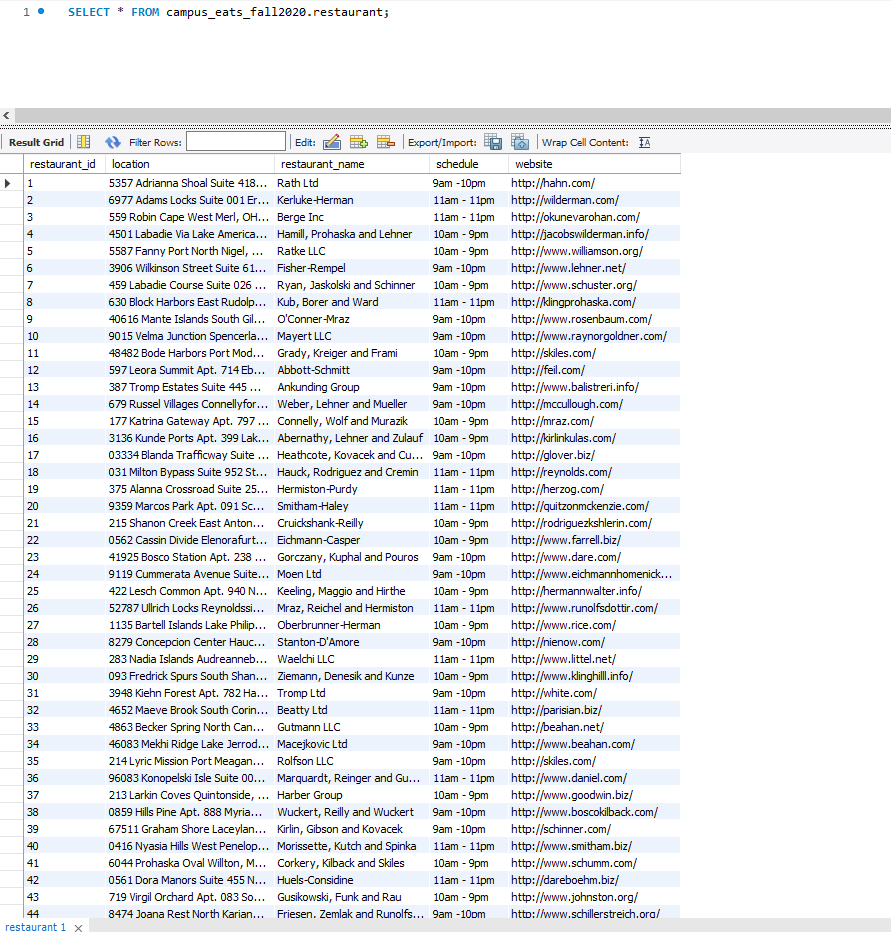 1 SELECT * FROM campus_eats_fall2020.restaurant;
Result Grid Filter Rows: Edit: Export/Import: Wrap Cell Content: IA
restaurant_id location restaurant_name schedule website
1 5357 Adrianna Shoal Suite 418... Rath Ltd 9am -10pm http://hahn.com/
2 6977 Adams Locks Suite 001 Er... Kerluke-Herman 11am - 11pm http://wilderman.com/
3 559 Robin Cape West Merl, OH... Berge Inc 11am - 11pm http://okunevarohan.com/
4 4501 Labadie Via Lake America... Hamill, Prohaska and Lehner 10am - 9pm http://jacobswilderman.info/
5 5587 Fanny Port North Nigel, ... Ratke LLC 10am - 9pm http://www.williamson.org/
6 3906 Wilkinson Street Suite 61... Fisher-Rempel 9am -10pm http://www.lehner.net/
7 459 Labadie Course Suite 026 ... Ryan, Jaskolski and Schinner 10am - 9pm http://www.schuster.org/
8 630 Block Harbors East Rudolp... Kub, Borer and Ward 11am - 11pm http://klingprohaska.com/
9 40616 Mante Islands South Gil... O'Conner-Mraz 9am -10pm http://www.rosenbaum.com/
10 9015 Velma Junction Spencerla... Mayert LLC 9am -10pm http://www.raynorgoldner.com/
11 48482 Bode Harbors Port Mod... Grady, Kreiger and Frami 10am - 9pm http://skiles.com/
12 597 Leora Summit Apt. 714 Eb... Abbott-Schmitt 9am -10pm http://feil.com/
13 387 Tromp Estates Suite 445 ... Ankunding Group 9am -10pm http://www.balistreri.info/
14 679 Russel Villages Connellyfor... Weber, Lehner and Mueller 9am -10pm http://mccullough.com/
15 177 Katrina Gateway Apt. 797 ... Connelly, Wolf and Murazik 10am - 9pm http://mraz.com/
16 3136 Kunde Ports Apt. 399 Lak... Abernathy, Lehner and Zulauf 10am - 9pm http://kirlinkulas.com/
17 03334 Blanda Trafficway Suite ... Heathcote, Kovacek and Cu... 9am -10pm http://glover.biz/
18 031 Milton Bypass Suite 952 St... Hauck, Rodriguez and Cremin 11am - 11pm http://reynolds.com/
19 375 Alanna Crossroad Suite 25... Hermiston-Purdy 11am - 11pm http://herzog.com/
20 9359 Marcos Park Apt. 091 Sc... Smitham-Haley 11am - 11pm http://quitzonmckenzie.com/
21 215 Shanon Creek East Anton... Cruickshank-Reilly 10am - 9pm http://rodriguezkshlerin.com/
22 0562 Cassin Divide Elenorafurt... Eichmann-Casper 10am - 9pm http://www.farrell.biz/
23 41925 Bosco Station Apt. 238 ... Gorczany, Kuphal and Pouros 9am -10pm http://www.dare.com/
24 9119 Cummerata Avenue Suite... Moen Ltd 9am -10pm http://www.eichmannhomenick...
25 422 Lesch Common Apt. 940 N... Keeling, Maggio and Hirthe 10am - 9pm http://hermannwalter.info/
26 52787 Ullrich Locks Reynoldssi... Mraz, Reichel and Hermiston 11am - 11pm http://www.runolfsdottir.com/
27 1135 Bartell Islands Lake Philip... Oberbrunner-Herman 10am - 9pm http://www.rice.com/
28 8279 Concepcion Center Hauc... Stanton-D'Amore 9am -10pm http://nienow.com/
29 283 Nadia Islands Audreanneb... Waelchi LLC 11am - 11pm http://www.littel.net/
30 093 Fredrick Spurs South Shan... Ziemann, Denesik and Kunze 10am - 9pm http://www.klinghilll.info/
31 3948 Kiehn Forest Apt. 782 Ha... Tromp Ltd 9am -10pm http://white.com/
32 4652 Maeve Brook South Corin... Beatty Ltd 11am - 11pm http://parisian.biz/
33 4863 Becker Spring North Can... Gutmann LLC 10am - 9pm http://beahan.net/
34 46083 Mekhi Ridge Lake Jerrod... Macejkovic Ltd 9am -10pm http://www.beahan.com/
35 214 Lyric Mission Port Meagan... Rolfson LLC 9am -10pm http://skiles.com/
36 96083 Konopelski Isle Suite 00... Marquardt, Reinger and Gu... 11am - 11pm http://www.daniel.com/
37 213 Larkin Coves Quintonside, ... Harber Group 10am - 9pm http://www.goodwin.biz/
38 0859 Hills Pine Apt. 888 Myria... Wuckert, Reilly and Wuckert 9am -10pm http://www.boscokilback.com/
39 67511 Graham Shore Laceylan... Kirlin, Gibson and Kovacek 9am -10pm http://schinner.com/
40 0416 Nyasia Hills West Penelop... Morissette, Kutch and Spinka 11am - 11pm http://www.smitham.biz/
41 6044 Prohaska Oval Willton, M... Corkery, Kilback and Skiles 10am - 9pm http://www.schumm.com/
42 0561 Dora Manors Suite 455 N... Huels-Considine 11am - 11pm http://dareboehm.biz/
43 719 Virgil Orchard Apt. 083 So... Gusikowski, Funk and Rau 10am - 9pm http://www.johnston.org/
44 8474 Joana Rest North Karian... Friesen, Zemlak and Runolfs... 9am -10pm http://www.schillerstreich.org/
restaurant 1